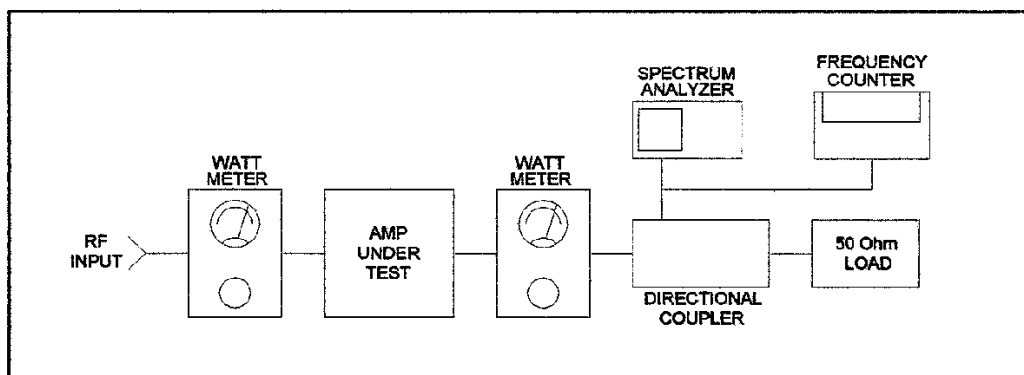 SPECTRUM
ANALYZER
FREQUENCY
COUNTER
WATT
METER
WATT
METER
RF
INPUT
AMP
UNDER
TEST
50 Ohm
LOAD
DIRECTIONAL
COUPLER